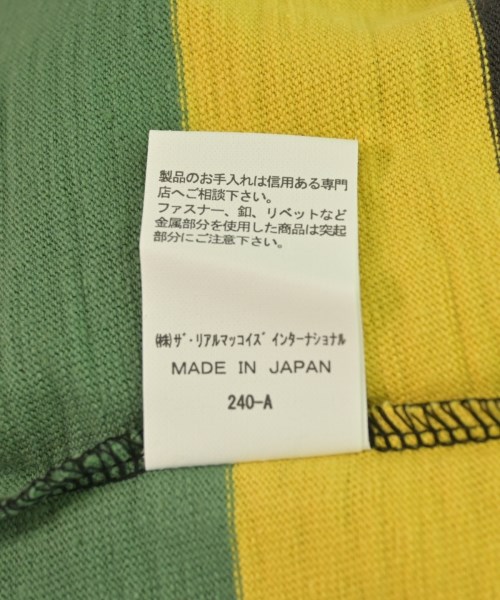 製品のお手入れは信用ある専門
店へご相談下さい。
ファスナー、釦、リベットなど
金属部分を使用した商品は突起
部分にご注意下さい。
㈱ｻﾞ･ﾘｱﾙﾏｯｺｲｽﾞ ｲﾝﾀｰﾅｼｮﾅﾙ
MADE IN JAPAN
240-A